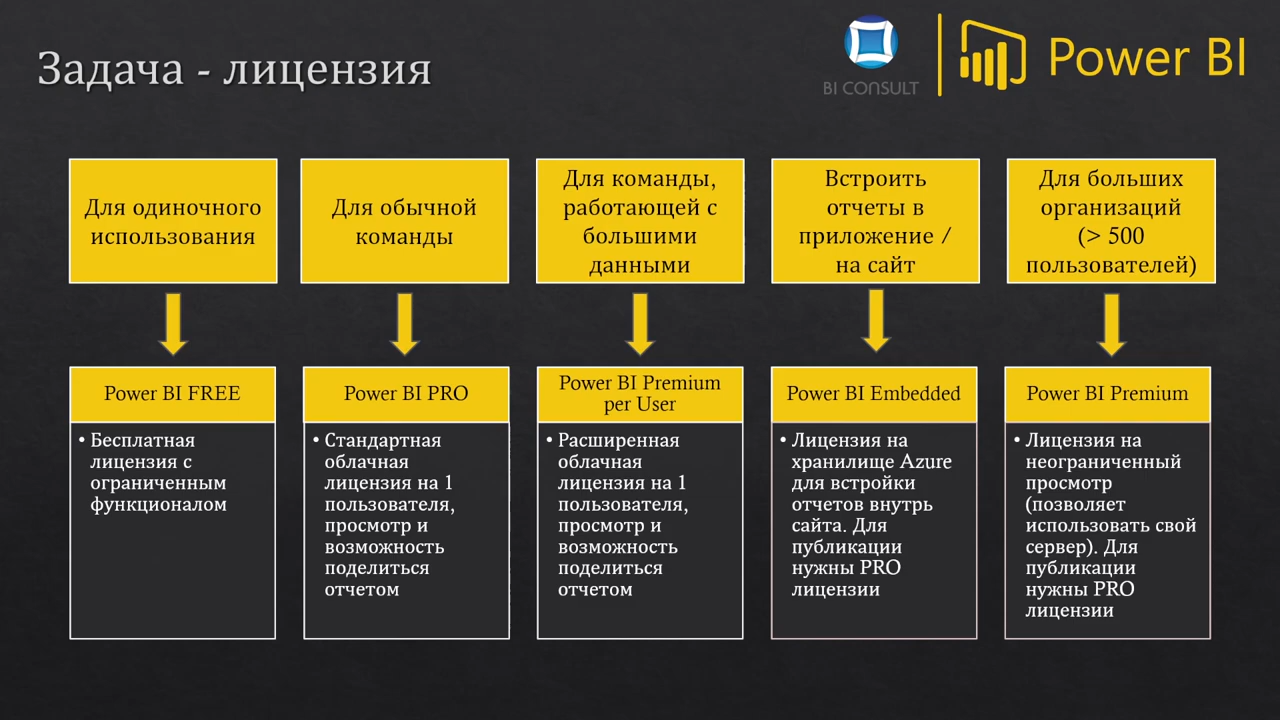 Задача - лицензия
BI CONSULT
Power BI
Для одиночного
использования
Для обычной
команды
Для команды,
работающей с
большими
данными
Встроить
отчеты в
приложение /
на сайт
Для больших
организаций
(> 500
пользователей)
Power BI FREE
• Бесплатная
лицензия с
ограниченным
функционалом
Power BI PRO
• Стандартная
облачная
лицензия на 1
пользователя,
просмотр и
возможность
поделиться
отчетом
Power BI Premium
per User
• Расширенная
облачная
лицензия на 1
пользователя,
просмотр и
возможность
поделиться
отчетом
Power BI Embedded
• Лицензия на
хранилище Azure
для встройки
отчетов внутрь
сайта. Для
публикации
нужны PRO
лицензии
Power BI Premium
• Лицензия на
неограниченный
просмотр
(позволяет
использовать свой
сервер). Для
публикации
нужны PRO
лицензии